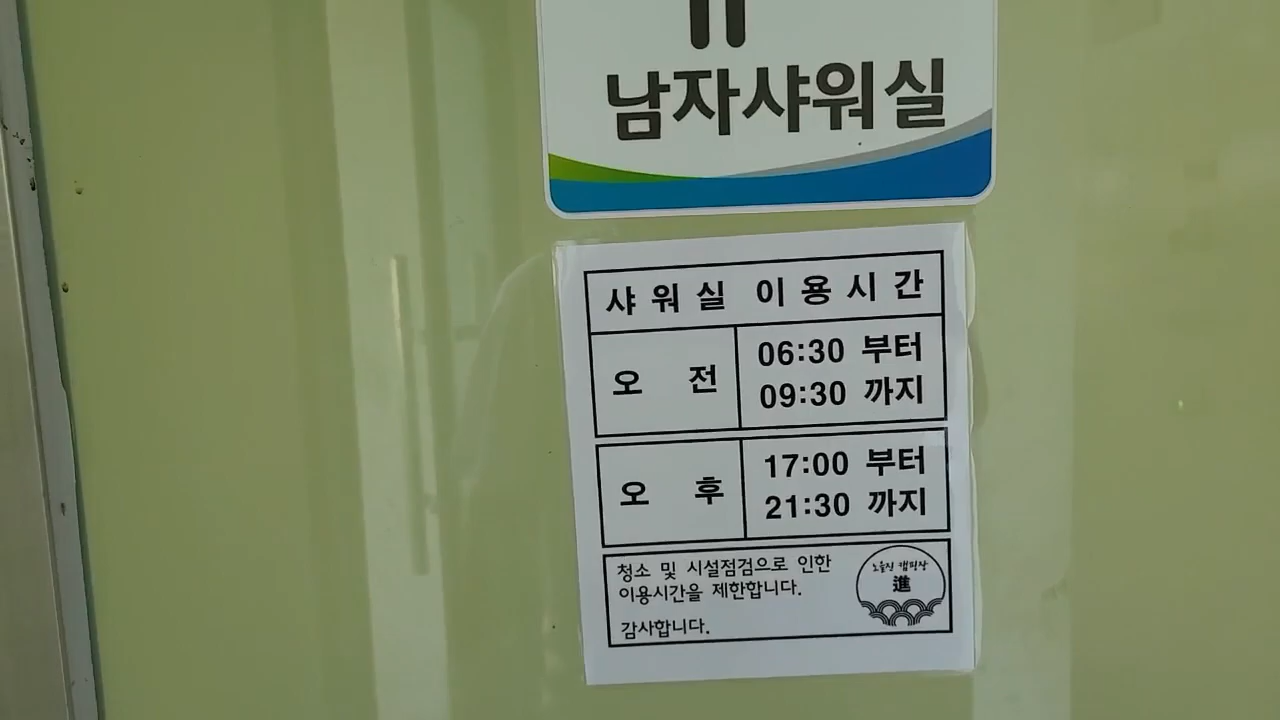 남자샤워실
샤워실 이용시간
오 전
06:30 부터
09:30 까지
오 후
17:00 부터
21:30 까지
청소 및 시설점검으로 인한
이용시간을 제한합니다.
감사합니다.
캠핑장
進